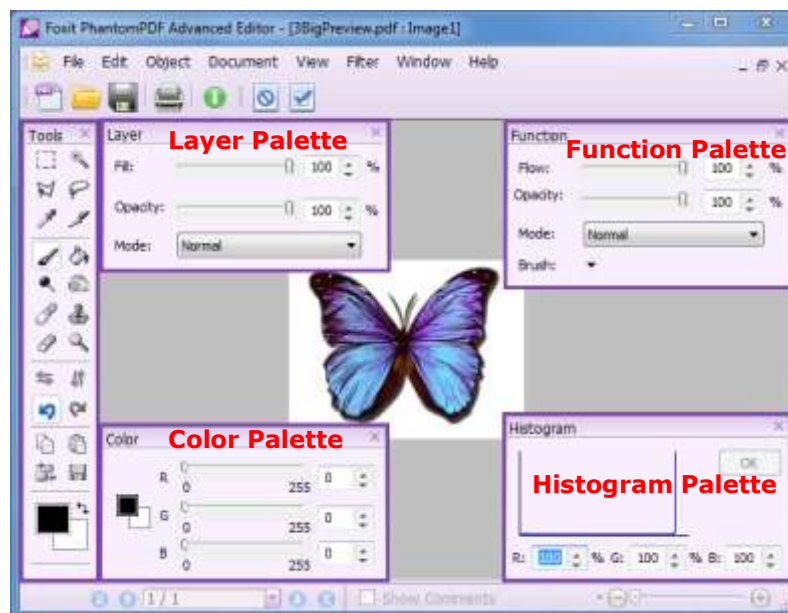 Foxit PhantomPDF Advanced Editor - [3BigPreview.pdf : Image1]
File Edit Object Document View Filter Window Help
Tools
Layer
Layer Palette
Fill: 100 %
Opacity: 100 %
Mode: Normal
Function
Function Palette
Flow: 100 %
Opacity: 100 %
Mode: Normal
Brush:
Color
Color Palette
R 0
0 255
G 0
0 255
B 0
0 255
Histogram
OK
Histogram Palette
R: 100 % G: 100 % B: 100
1 / 1 Show Comments